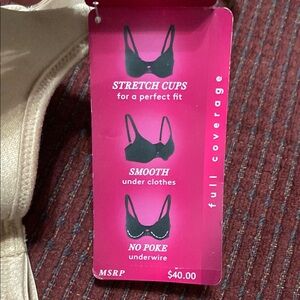 STRETCH CUPS
for a perfect fit
SMOOTH
under clothes
NO POKE
underwire
MSRP $40.00
full coverage